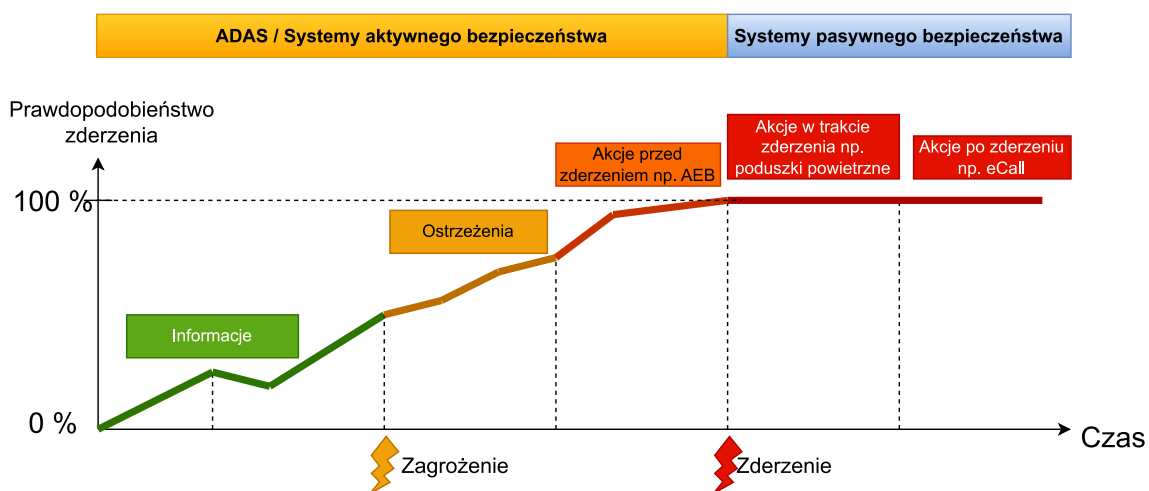 ADAS / Systemy aktywnego bezpieczeństwa
Systemy pasywnego bezpieczeństwa
Prawdopodobieństwo
zderzenia
100 %
0 %
Informacje
Ostrzeżenia
Akcje przed
zderzeniem np. AEB
Akcje w trakcie
zderzenia np.
poduszki powietrzne
Akcje po zderzeniu
np. eCall
Zagrożenie
Zderzenie
Czas